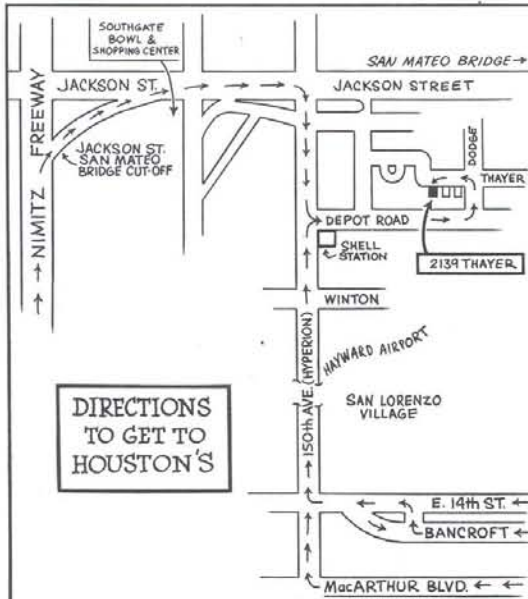 SOUTHGATE
BOWL &
SHOPPING CENTER
SAN MATEO BRIDGE
JACKSON ST.
JACKSON STREET
NIMITZ FREEWAY
JACKSON ST.
SAN MATEO
BRIDGE CUT-OFF
DODGE
THAYER
DEPOT ROAD
SHELL
STATION
2139 THAYER
WINTON
150th AVE. (HYPERION)
HAYWARD AIRPORT
SAN LORENZO
VILLAGE
DIRECTIONS
TO GET TO
HOUSTON'S
E. 14th ST.
BANCROFT
MacARTHUR BLVD.